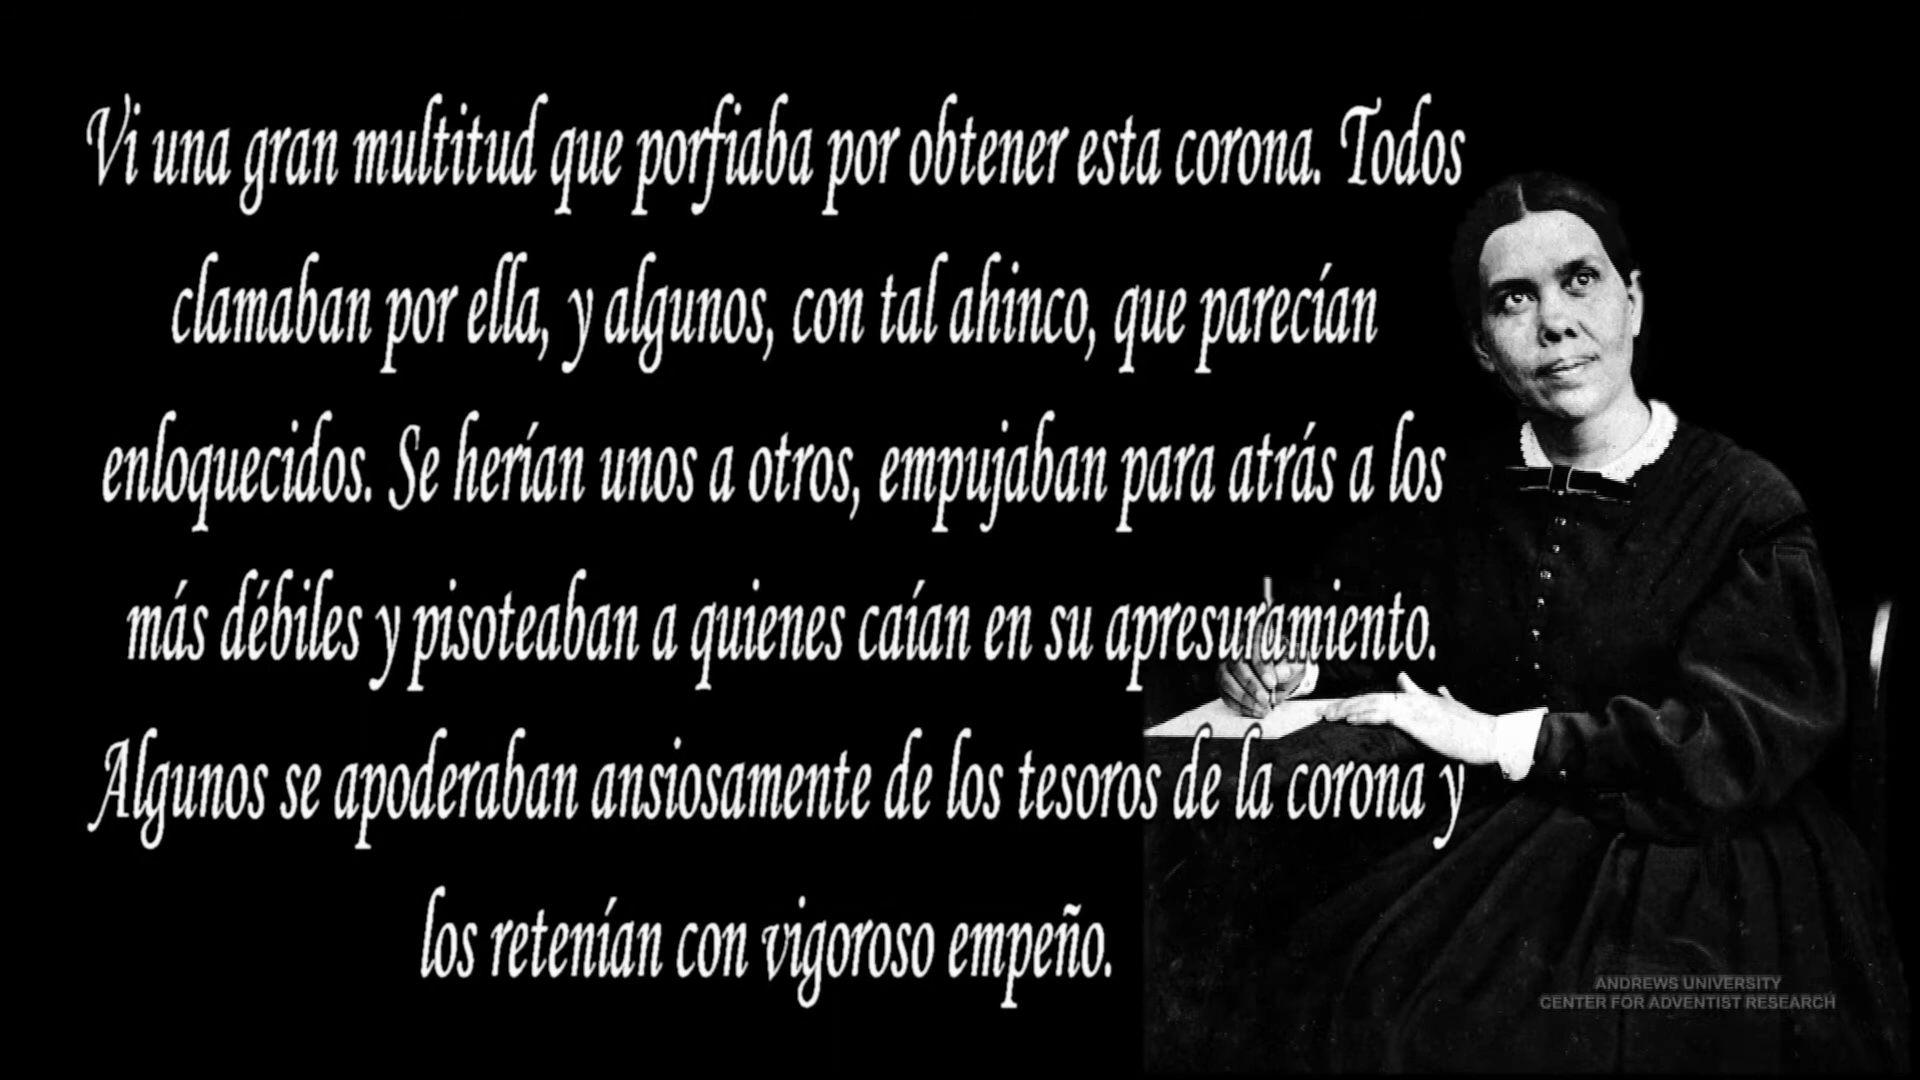 Vi una gran multitud que porfiaba por obtener esta corona. Todos
clamaban por ella, y algunos, con tal ahinco, que parecían
enloquecidos. Se herían unos a otros, empujaban para atrás a los
más débiles y pisoteaban a quienes caían en su apresuramiento.
Algunos se apoderaban ansiosamente de los tesoros de la corona y
los retenían con vigoroso empeño.
ANDREWS UNIVERSITY
CENTER FOR ADVENTIST RESEARCH